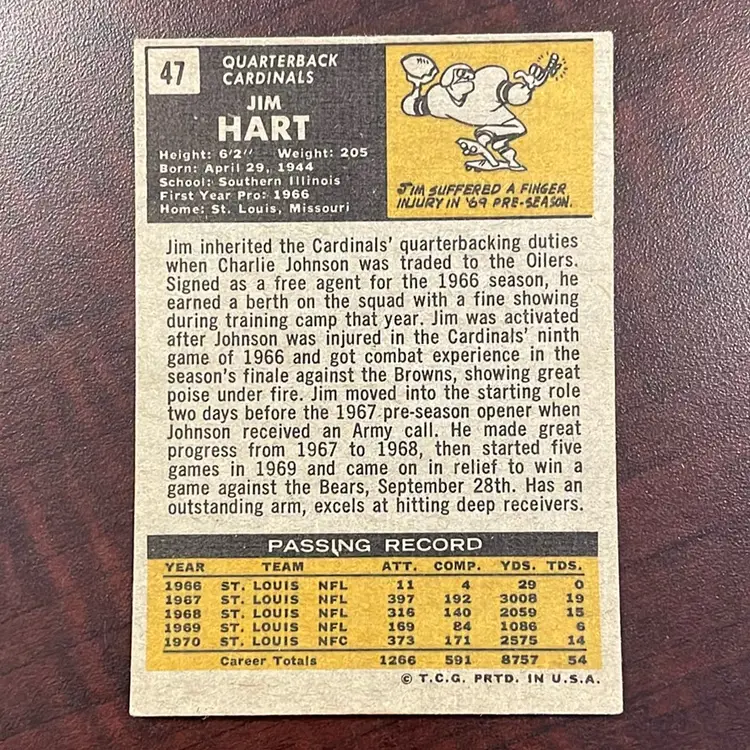 47
QUARTERBACK
CARDINALS
JIM
HART
Height: 6'2" Weight: 205
Born: April 29, 1944
School: Southern Illinois
First Year Pro: 1966
Home: St. Louis, Missouri
JIM SUFFERED A FINGER
INJURY IN '69 PRE-SEASON.
Jim inherited the Cardinals' quarterbacking duties
when Charlie Johnson was traded to the Oilers.
Signed as a free agent for the 1966 season, he
earned a berth on the squad with a fine showing
during training camp that year. Jim was activated
after Johnson was injured in the Cardinals' ninth
game of 1966 and got combat experience in the
season's finale against the Browns, showing great
poise under fire. Jim moved into the starting role
two days before the 1967 pre-season opener when
Johnson received an Army call. He made great
progress from 1967 to 1968, then started five
games in 1969 and came on in relief to win a
game against the Bears, September 28th. Has an
outstanding arm, excels at hitting deep receivers.
PASSING RECORD
YEAR TEAM ATT. COMP. YDS. TDS.
1966 ST. LOUIS NFL 11 4 29 0
1967 ST. LOUIS NFL 397 192 3008 19
1968 ST. LOUIS NFL 316 140 2059 15
1969 ST. LOUIS NFL 169 84 1086 6
1970 ST. LOUIS NFC 373 171 2575 14
Career Totals 1266 591 8757 54
© T.C.G. PRTD. IN U.S.A.